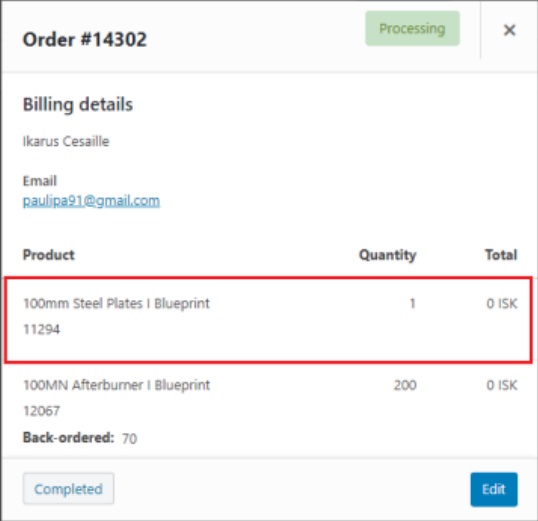 Order #14302
Processing
×
Billing details
Ikarus Cesaille
Email
paulipa91@gmail.com
Product Quantity Total
100mm Steel Plates I Blueprint 1 0 ISK
11294
100MN Afterburner I Blueprint 200 0 ISK
12067
Back-ordered: 70
Completed Edit